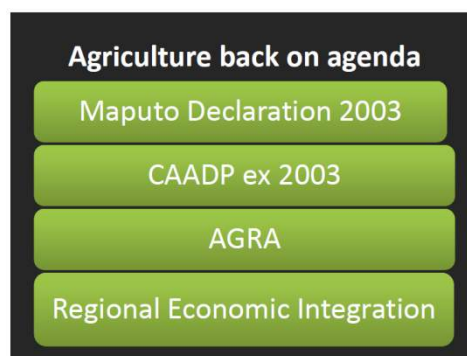 Agriculture back on agenda
Maputo Declaration 2003
CAADP ex 2003
AGRA
Regional Economic Integration